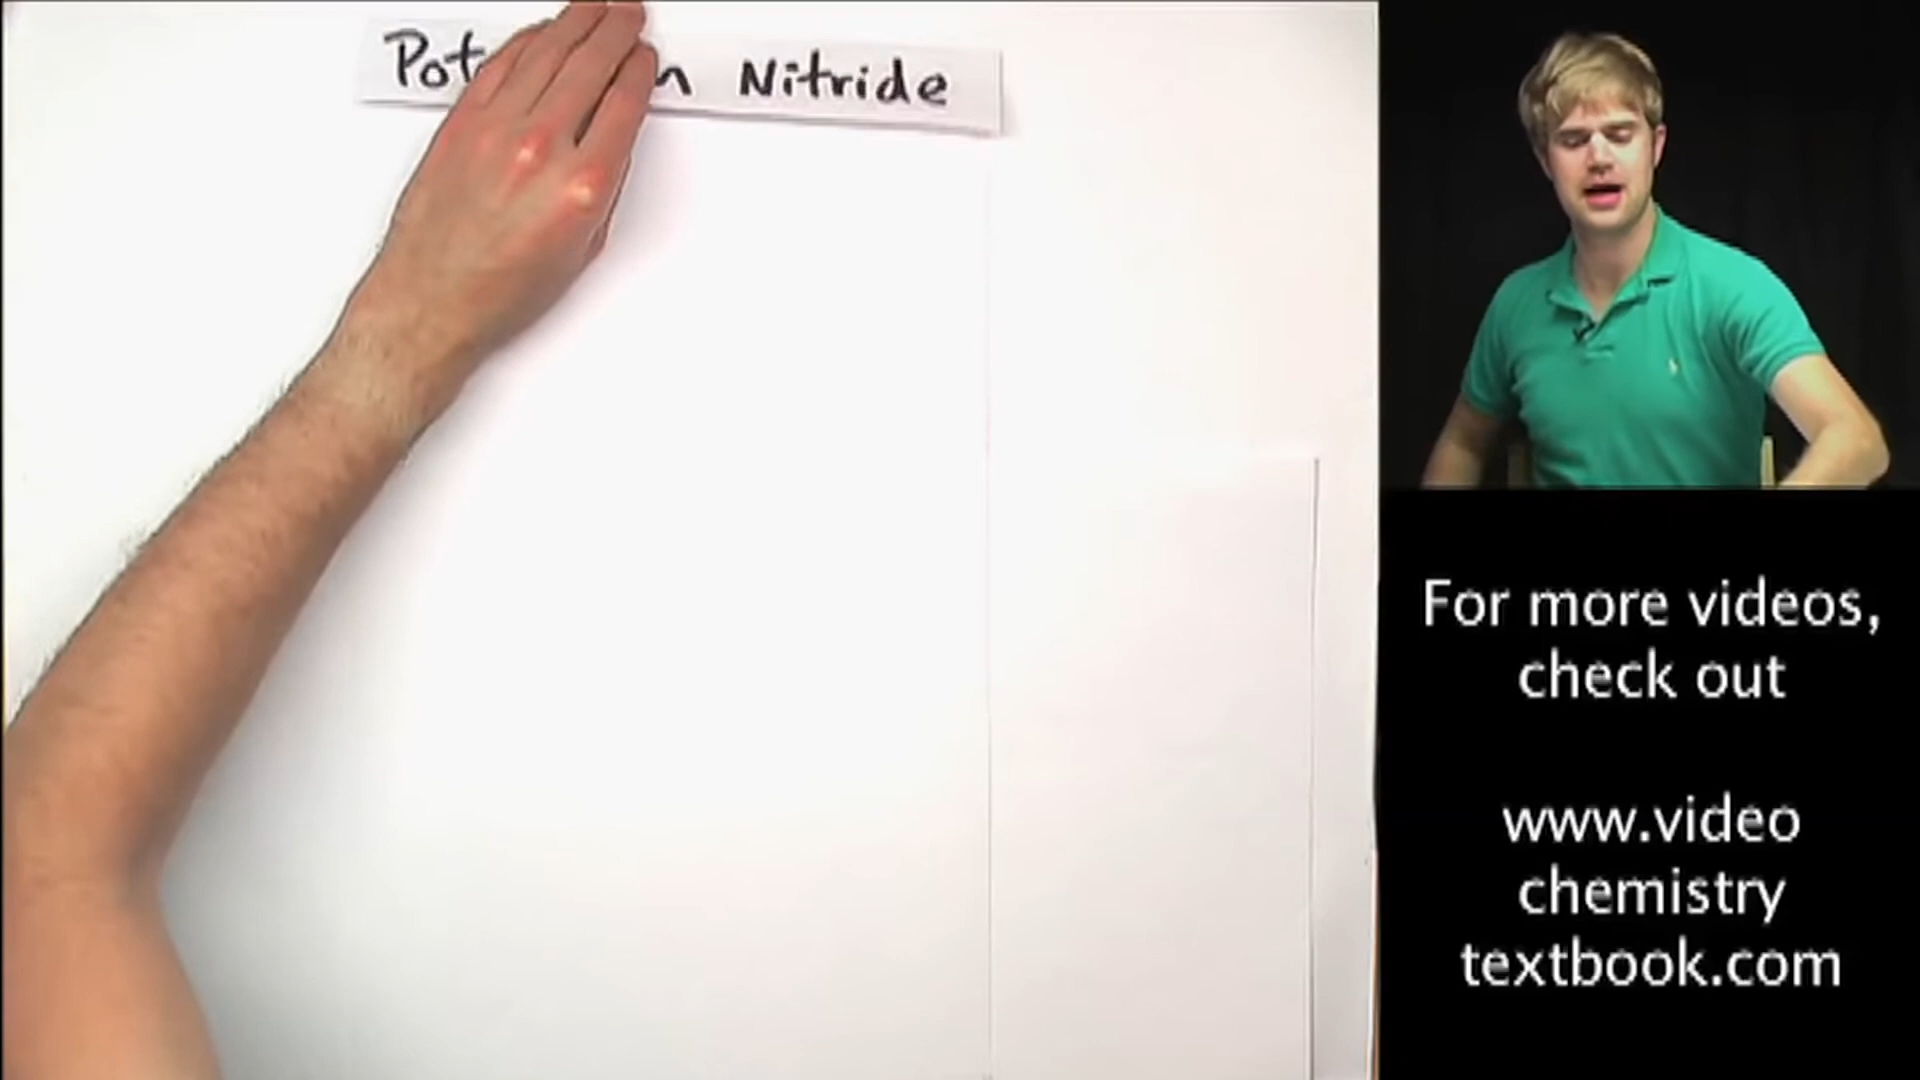 Pot m Nitride
For more videos,
check out
www.video
chemistry
textbook.com